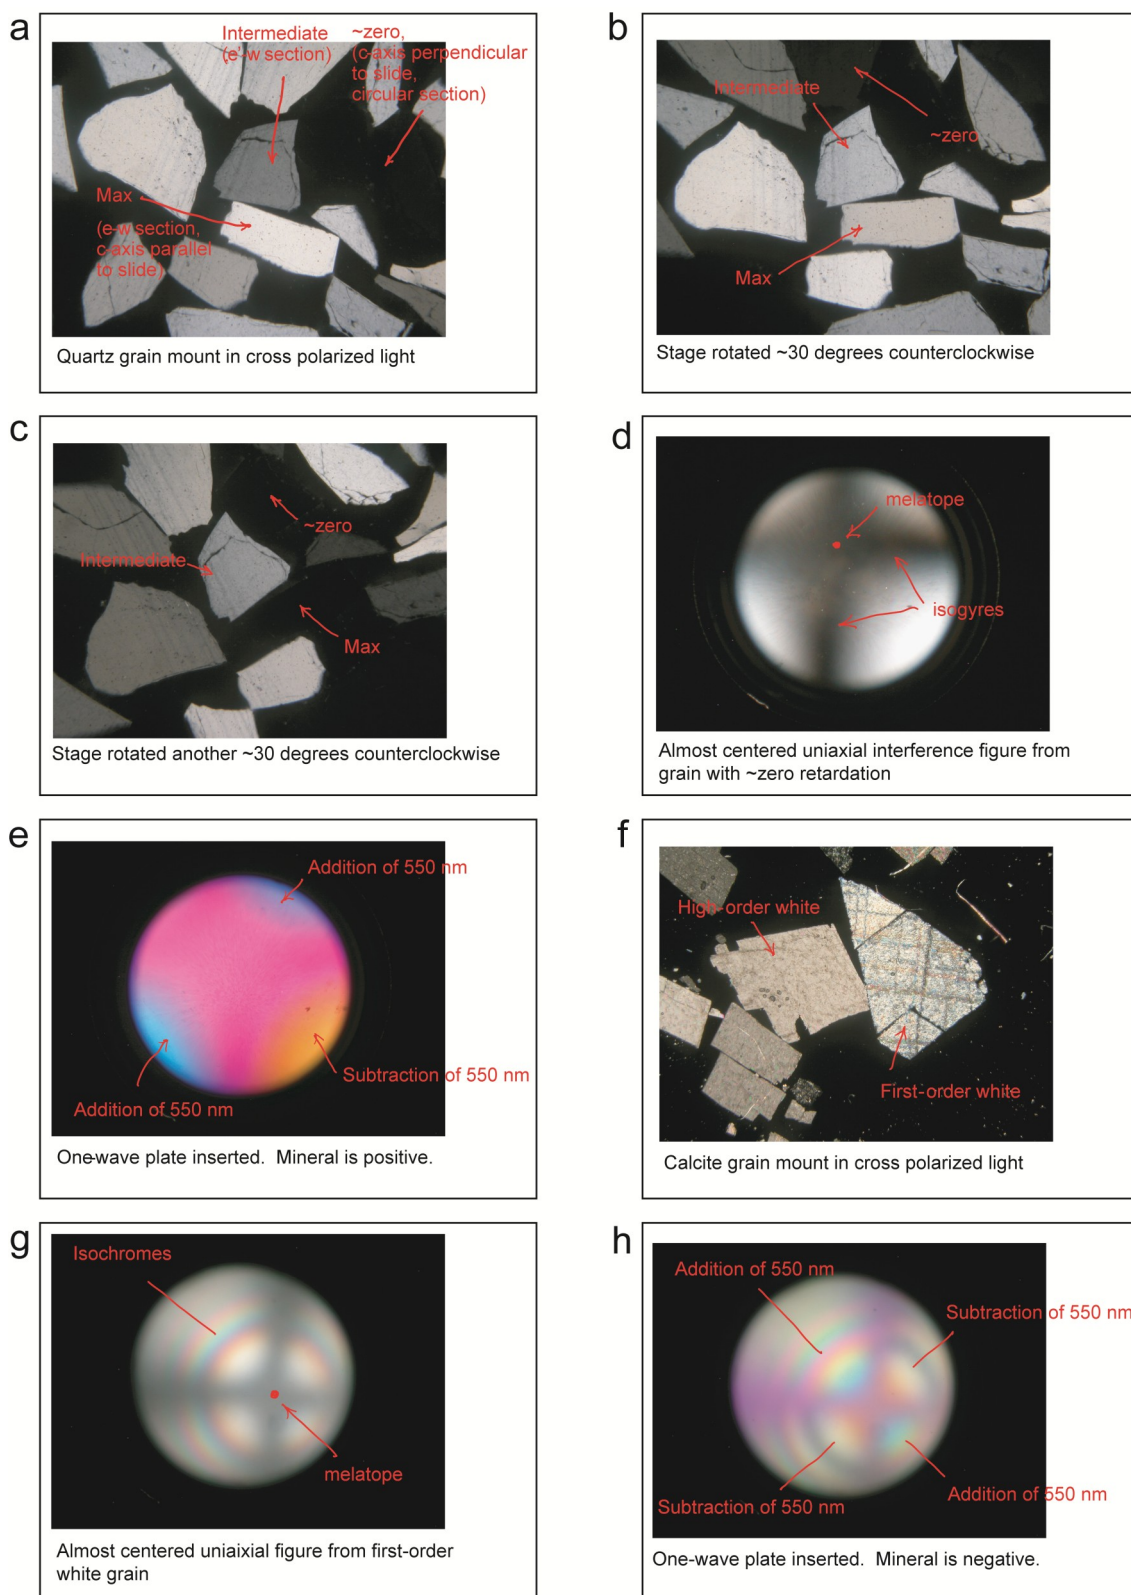 a
Intermediate
(e'-w section)
~zero,
(c-axis perpendicular
to slide,
circular section)
Max
(e-w section,
c-axis parallel
to slide)
Quartz grain mount in cross polarized light
b
Intermediate
~zero
Max
Stage rotated ~30 degrees counterclockwise
c
~zero
Intermediate
Max
Stage rotated another ~30 degrees counterclockwise
d
melatope
isogyres
Almost centered uniaxial interference figure from
grain with ~zero retardation
e
Addition of 550 nm
Subtraction of 550 nm
Addition of 550 nm
One-wave plate inserted. Mineral is positive.
f
High-order white
First-order white
Calcite grain mount in cross polarized light
g
Isochromes
melatope
Almost centered uniaixial figure from first-order
white grain
h
Addition of 550 nm
Subtraction of 550 nm
Subtraction of 550 nm
Addition of 550 nm
One-wave plate inserted. Mineral is negative.